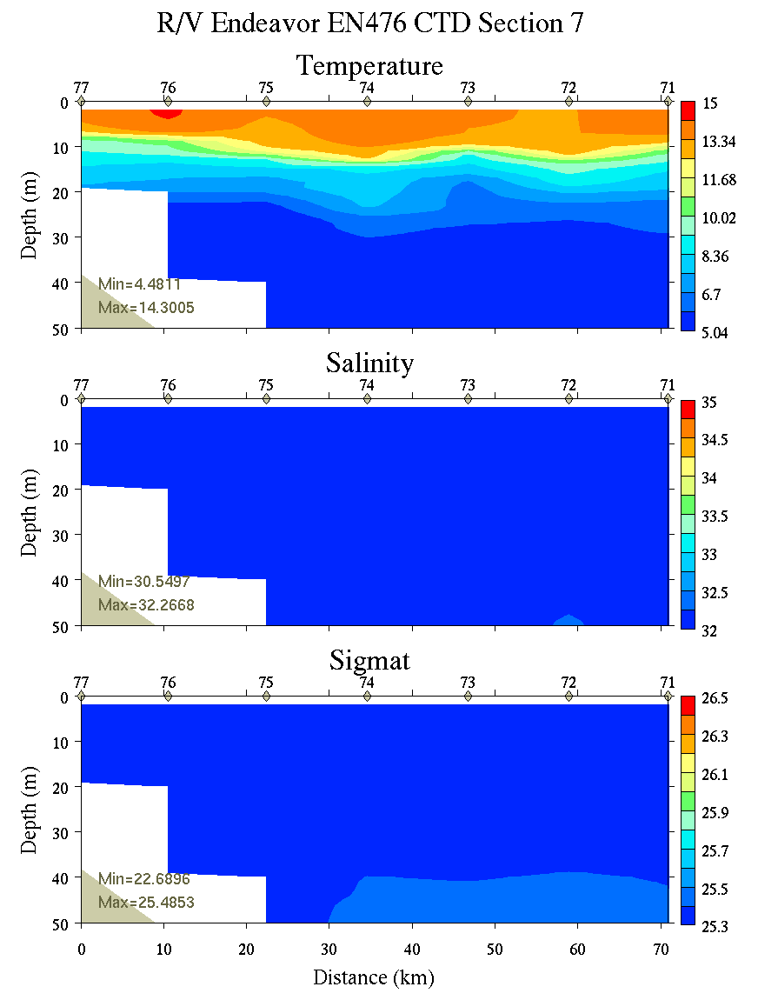 R/V Endeavor EN476 CTD Section 7
Temperature
77 76 75 74 73 72 71
0
10
20
30
40
50
Depth (m)
Min=4.4811
Max=14.3005
15
13.34
11.68
10.02
8.36
6.7
5.04
Salinity
77 76 75 74 73 72 71
0
10
20
30
40
50
Depth (m)
Min=30.5497
Max=32.2668
35
34.5
34
33.5
33
32.5
32
Sigmat
77 76 75 74 73 72 71
0
10
20
30
40
50
Depth (m)
Min=22.6896
Max=25.4853
26.5
26.3
26.1
25.9
25.7
25.5
25.3
0 10 20 30 40 50 60 70
Distance (km)